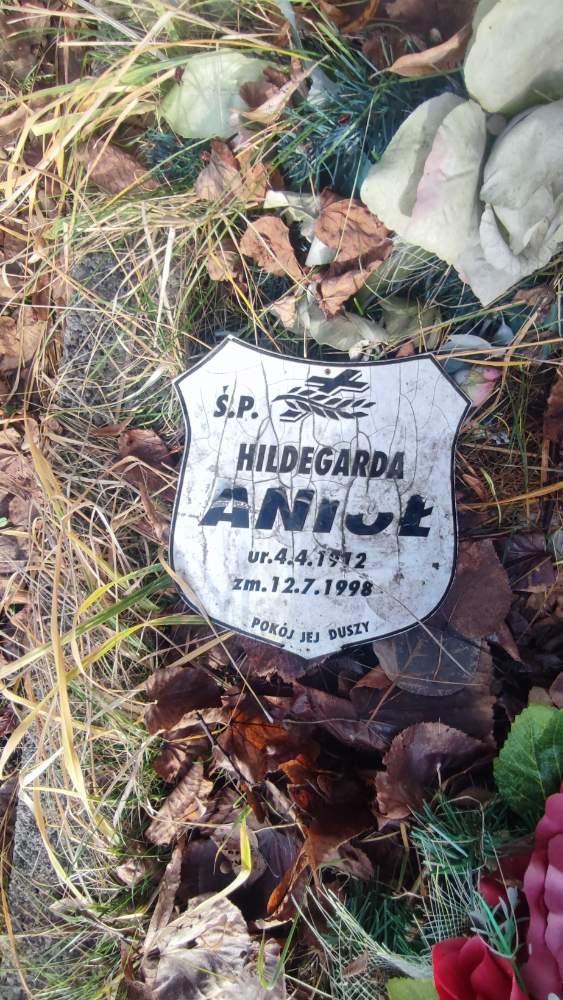 Ś.P.
HILDEGARDA
ANIOŁ
ur.4.4.1912
zm.12.7.1998
POKÓJ JEJ DUSZY